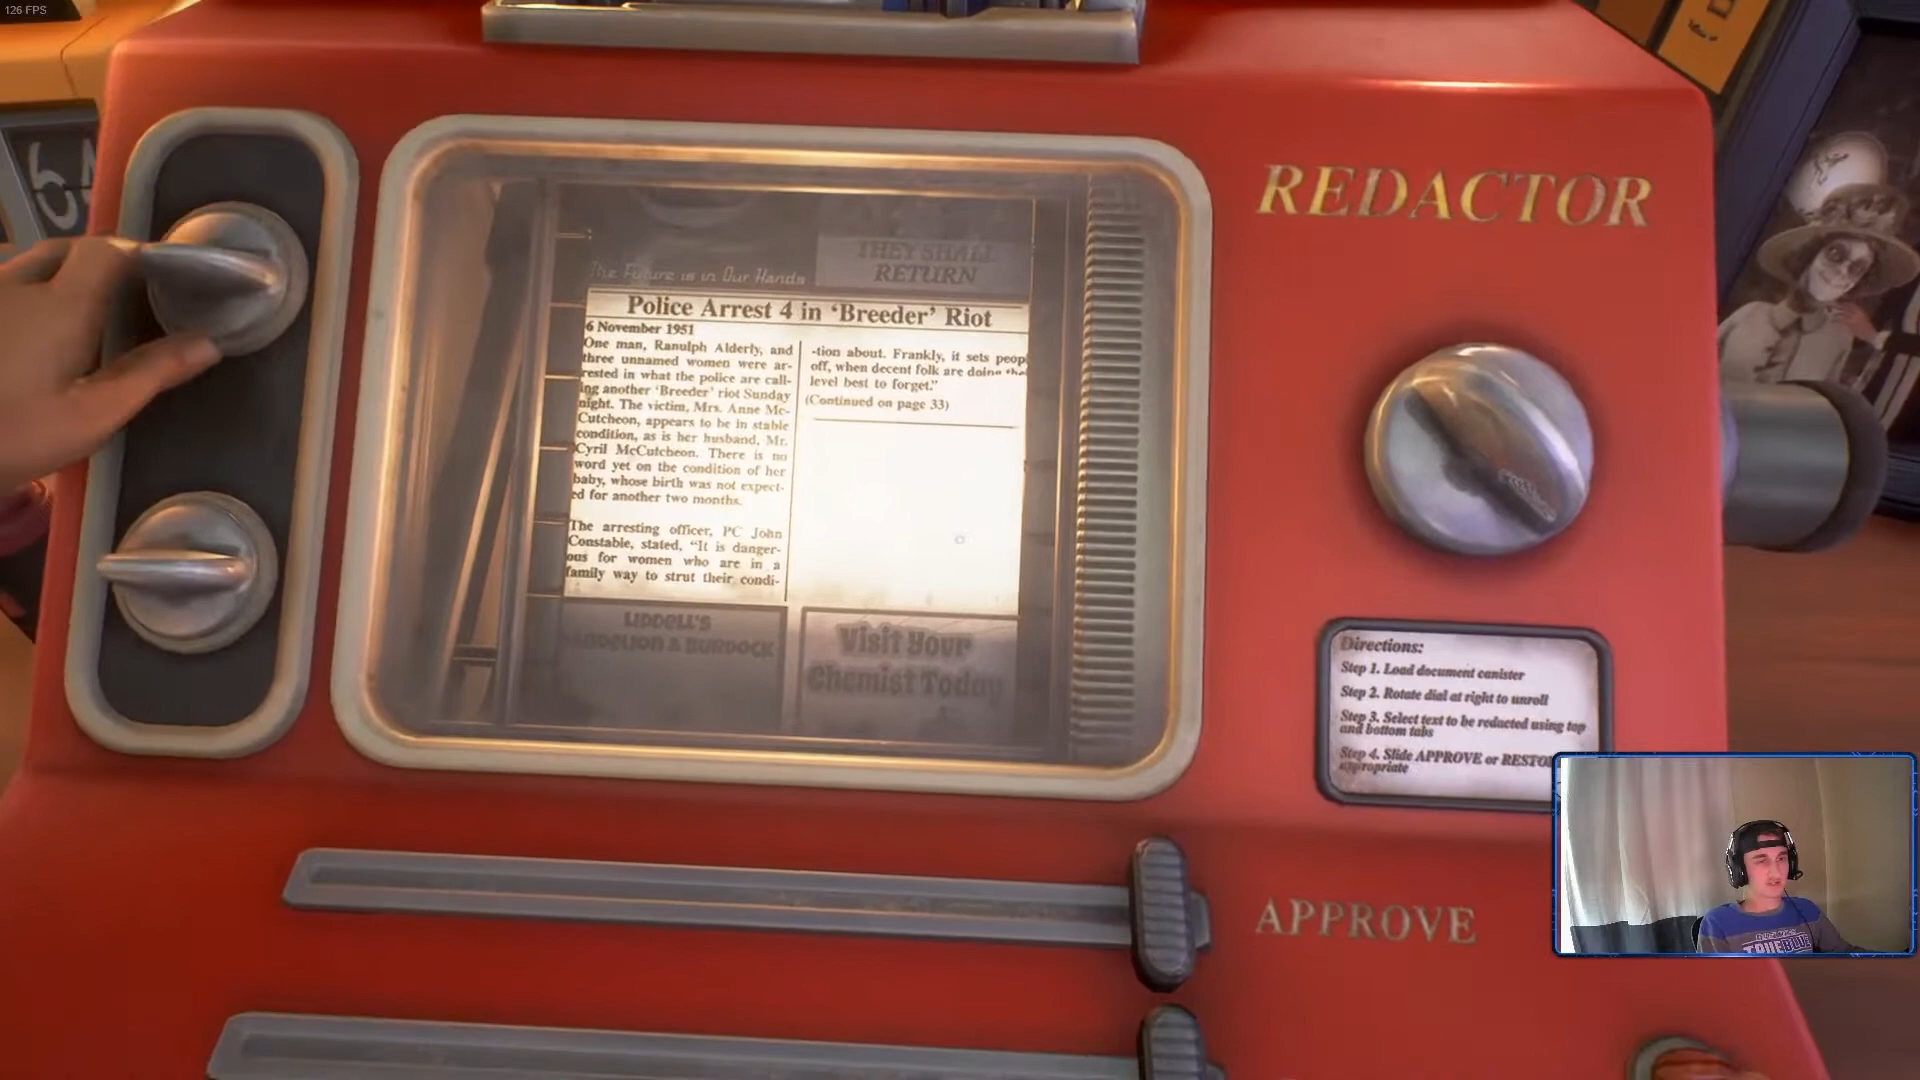 126 FPS
REDACTOR
THEY SHALL
RETURN
The Future is in Our Hands
Police Arrest 4 in ‘Breeder’ Riot
6 November 1951
One man, Ranulph Alderly, and
three unnamed women were ar-
rested in what the police are call-
ing another ‘Breeder’ riot Sunday
night. The victim, Mrs. Anne Mc-
Cutcheon, appears to be in stable
condition, as is her husband, Mr.
Cyril McCutcheon. There is no
word yet on the condition of her
baby, whose birth was not expect-
ed for another two months.
The arresting officer, PC John
Constable, stated, “It is danger-
ous for women who are in a
family way to strut their condi-
-tion about. Frankly, it sets peopl
off, when decent folk are doing thei
level best to forget.”
(Continued on page 33)
LIDDELL'S
DANDELION & BURDOCK
Visit Your
Chemist Today
Directions:
Step 1. Load document canister
Step 2. Rotate dial at right to unroll
Step 3. Select text to be redacted using top
and bottom tabs
Step 4. Slide APPROVE or RESTO
appropriate
APPROVE
TRUE BLUE